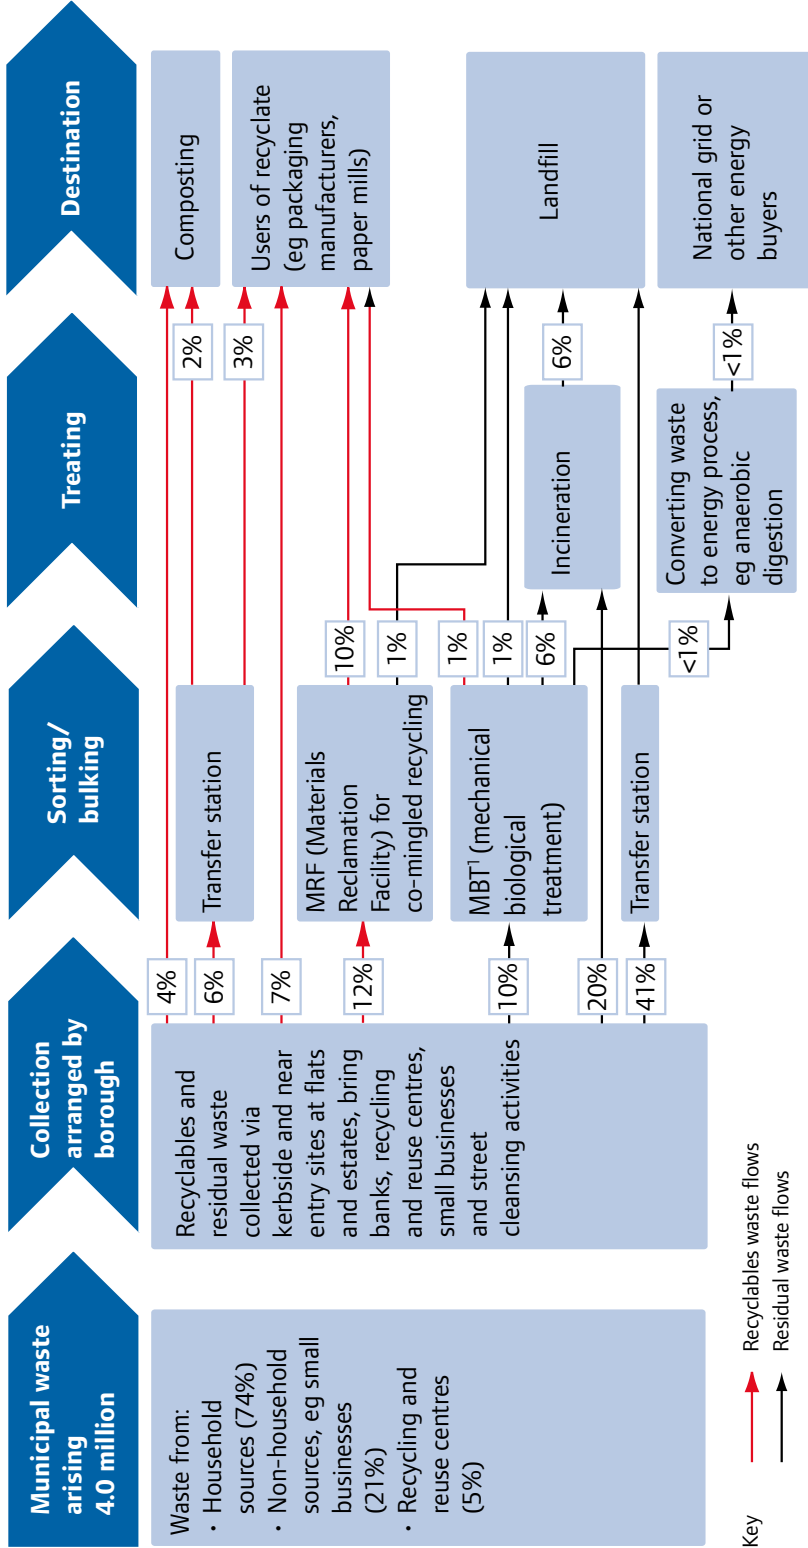 Municipal waste
arising
4.0 million
Collection
arranged by
borough
Sorting/
bulking
Treating
Destination
Waste from:
· Household
sources (74%)
· Non-household
sources, eg small
businesses
(21%)
· Recycling and
reuse centres
(5%)
Recyclables and
residual waste
collected via
kerbside and near
entry sites at flats
and estates, bring
banks, recycling
and reuse centres,
small businesses
and street
cleansing activities
4%
6%
7%
12%
10%
20%
41%
Transfer station
MRF (Materials
Reclamation
Facility) for
co-mingled recycling
MBT¹ (mechanical
biological
treatment)
Transfer station
10%
1%
1%
1%
6%
<1%
2%
3%
Incineration
6%
Converting waste
to energy process,
eg anaerobic
digestion
<1%
Composting
Users of recyclate
(eg packaging
manufacturers,
paper mills)
Landfill
National grid or
other energy
buyers
Key
Recyclables waste flows
Residual waste flows